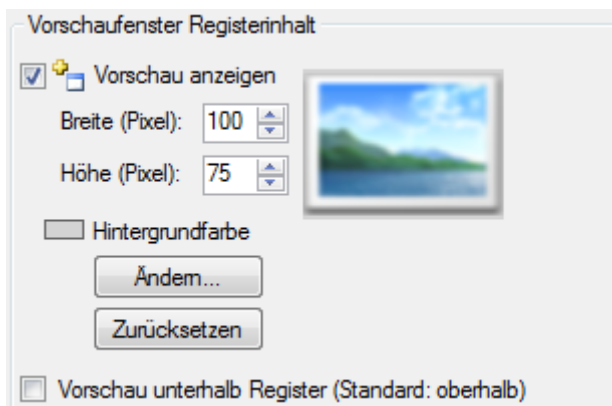 Vorschaufenster Registerinhalt
Vorschau anzeigen
Breite (Pixel): 100
Höhe (Pixel): 75
Hintergrundfarbe
Ändern...
Zurücksetzen
Vorschau unterhalb Register (Standard: oberhalb)